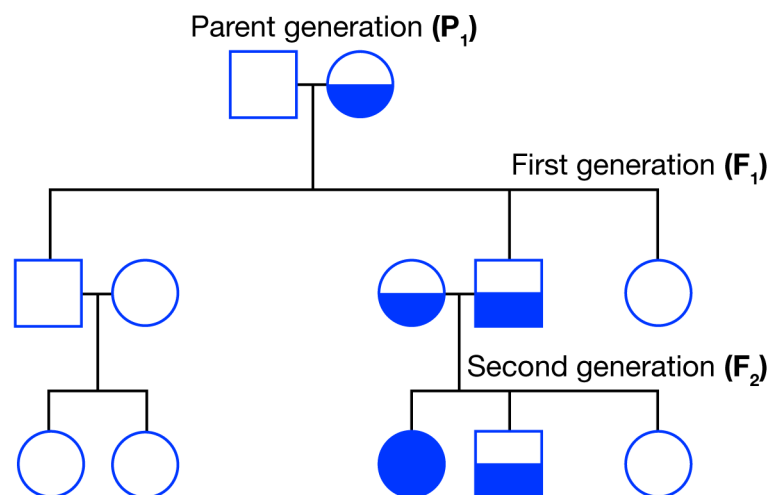 Parent generation (P₁)
First generation (F₁)
Second generation (F₂)